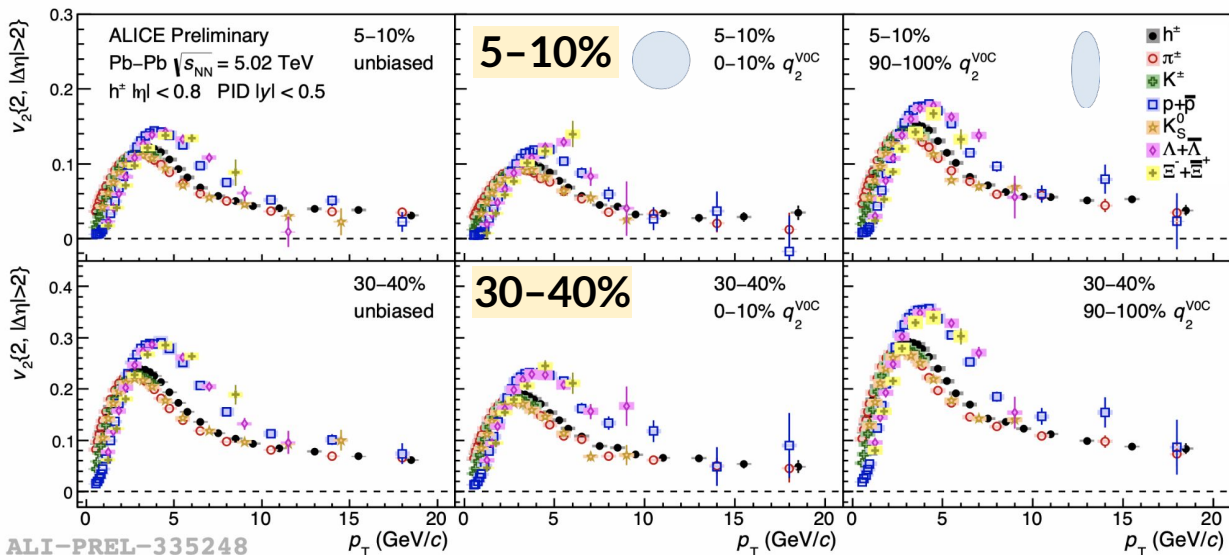 ALICE Preliminary
Pb–Pb √sNN = 5.02 TeV
h± |η| < 0.8 PID |y| < 0.5
5–10%
unbiased
v2{2, |Δη|>2}
0.3
0.2
0.1
0
5–10%
5–10%
0–10% q2V0C
5–10%
90–100% q2V0C
h±
π±
K±
p+p̅
K0S
Λ+Λ̅
Ξ-+Ξ̅+
30–40%
unbiased
v2{2, |Δη|>2}
0.4
0.3
0.2
0.1
0
30–40%
30–40%
0–10% q2V0C
30–40%
90–100% q2V0C
0 5 10 15 20
0 5 10 15 20
0 5 10 15 20
pT (GeV/c)
pT (GeV/c)
pT (GeV/c)
ALI-PREL-335248